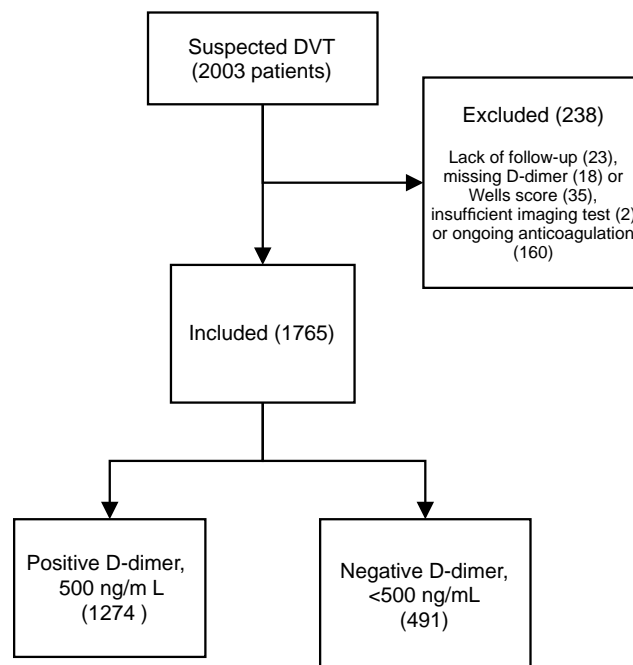 Suspected DVT
(2003 patients)
Excluded (238)
Lack of follow-up (23),
missing D-dimer (18) or
Wells score (35),
insufficient imaging test (2)
or ongoing anticoagulation
(160)
Included (1765)
Positive D-dimer,
500 ng/m L
(1274 )
Negative D-dimer,
<500 ng/mL
(491)